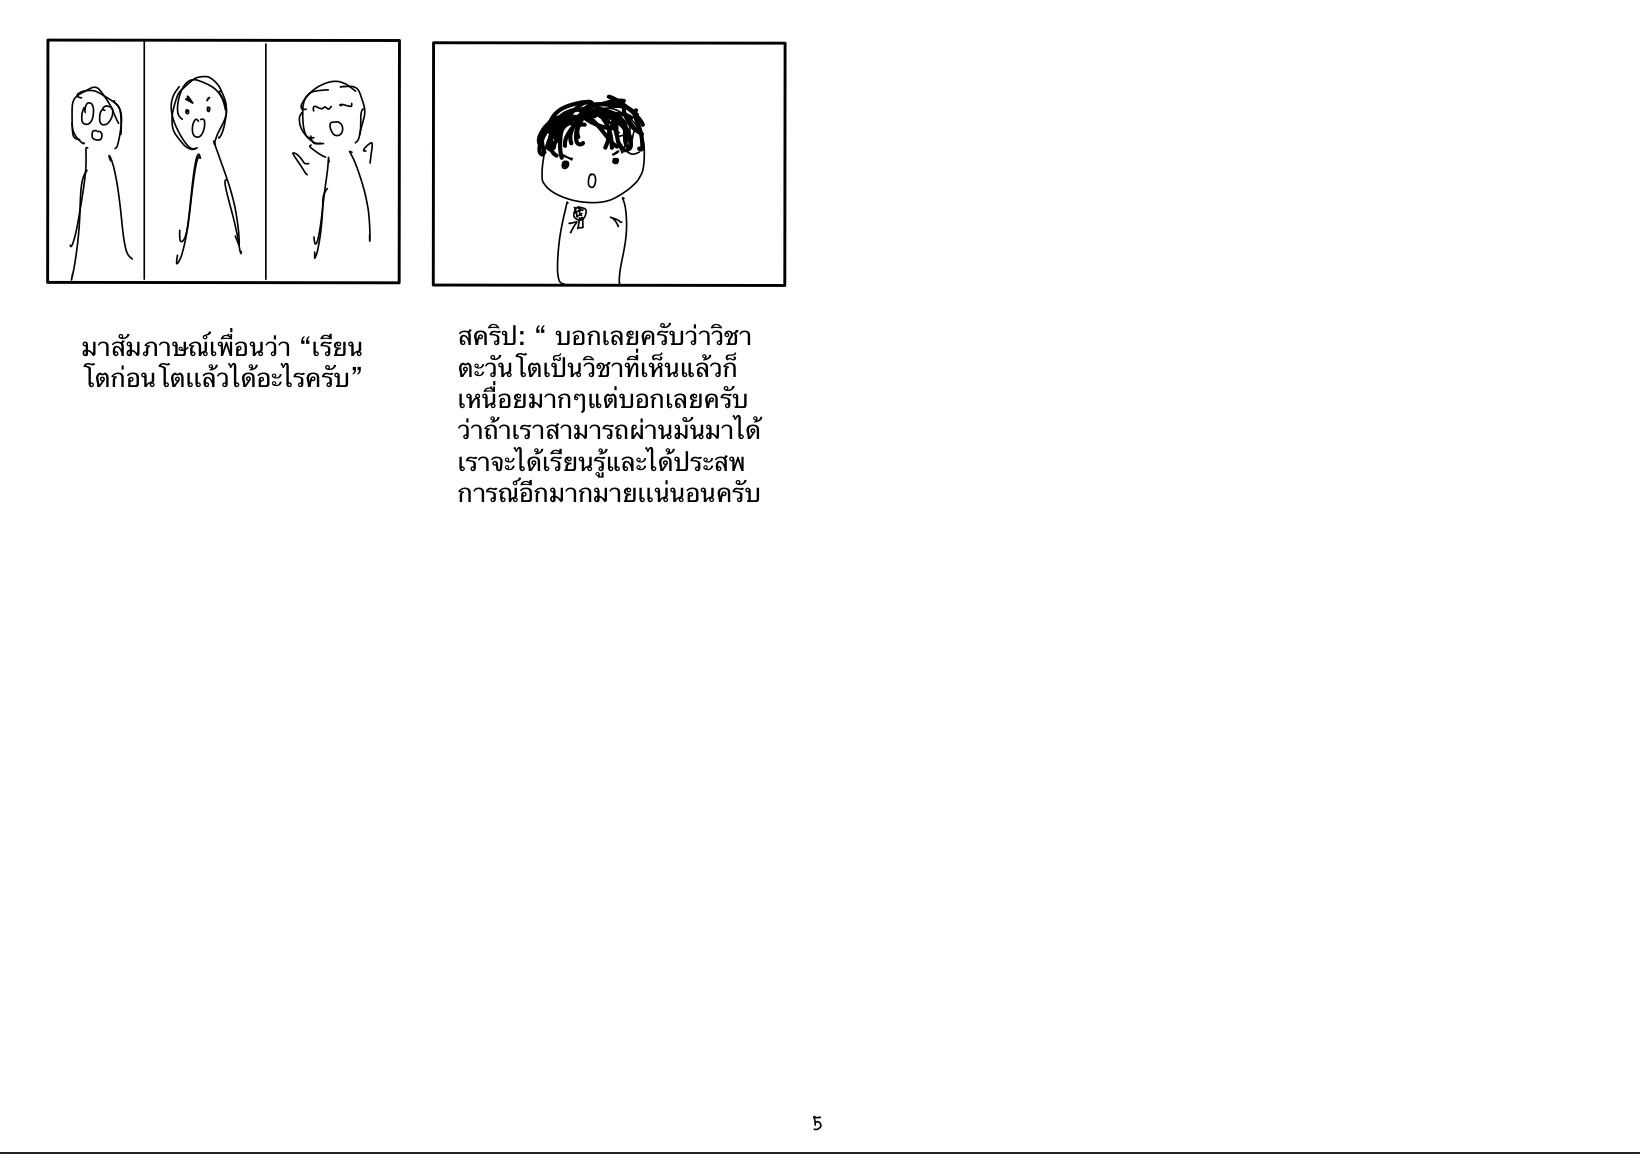 มาสัมภาษณ์เพื่อนว่า “เรียน
โตก่อนโตแล้วได้อะไรครับ”
สคริป: “ บอกเลยครับว่าวิชา
ตะวันโตเป็นวิชาที่เห็นแล้วก็
เหนื่อยมากๆแต่บอกเลยครับ
ว่าถ้าเราสามารถผ่านมันมาได้
เราจะได้เรียนรู้และได้ประสพ
การณ์อีกมากมายแน่นอนครับ
5